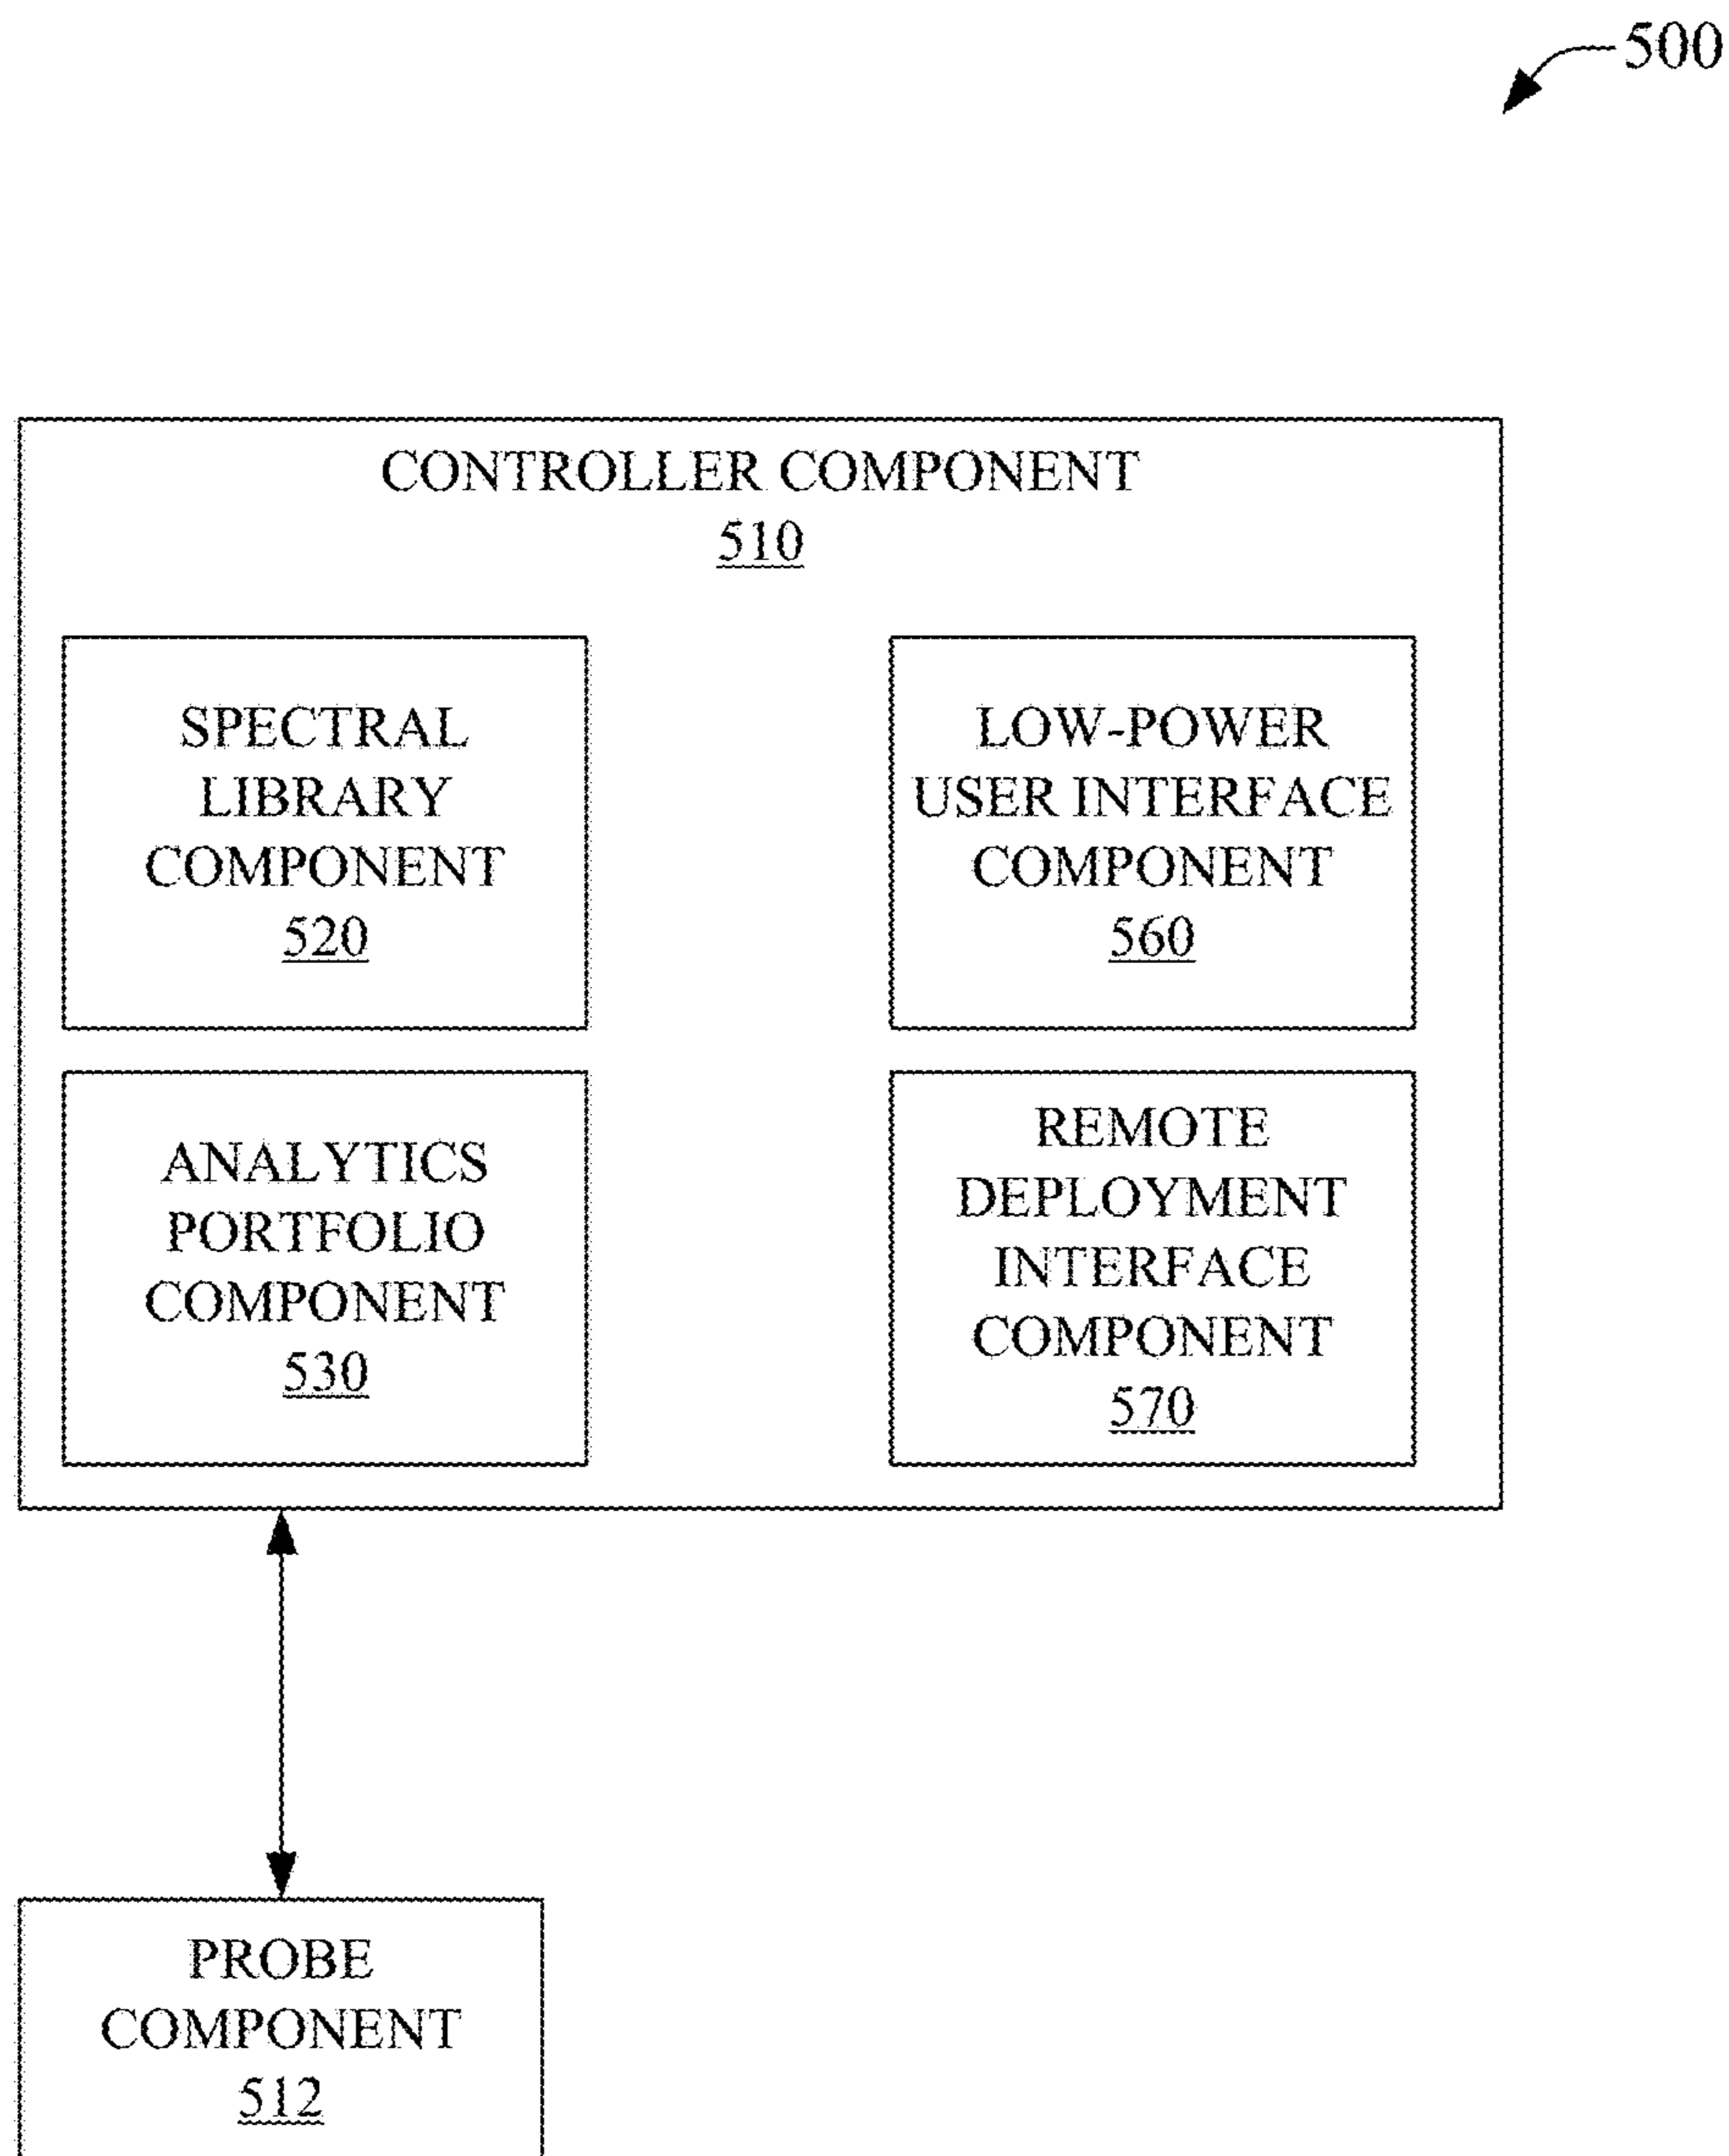 500
CONTROLLER COMPONENT
510
SPECTRAL
LIBRARY
COMPONENT
520
LOW-POWER
USER INTERFACE
COMPONENT
560
ANALYTICS
PORTFOLIO
COMPONENT
530
REMOTE
DEPLOYMENT
INTERFACE
COMPONENT
570
PROBE
COMPONENT
512